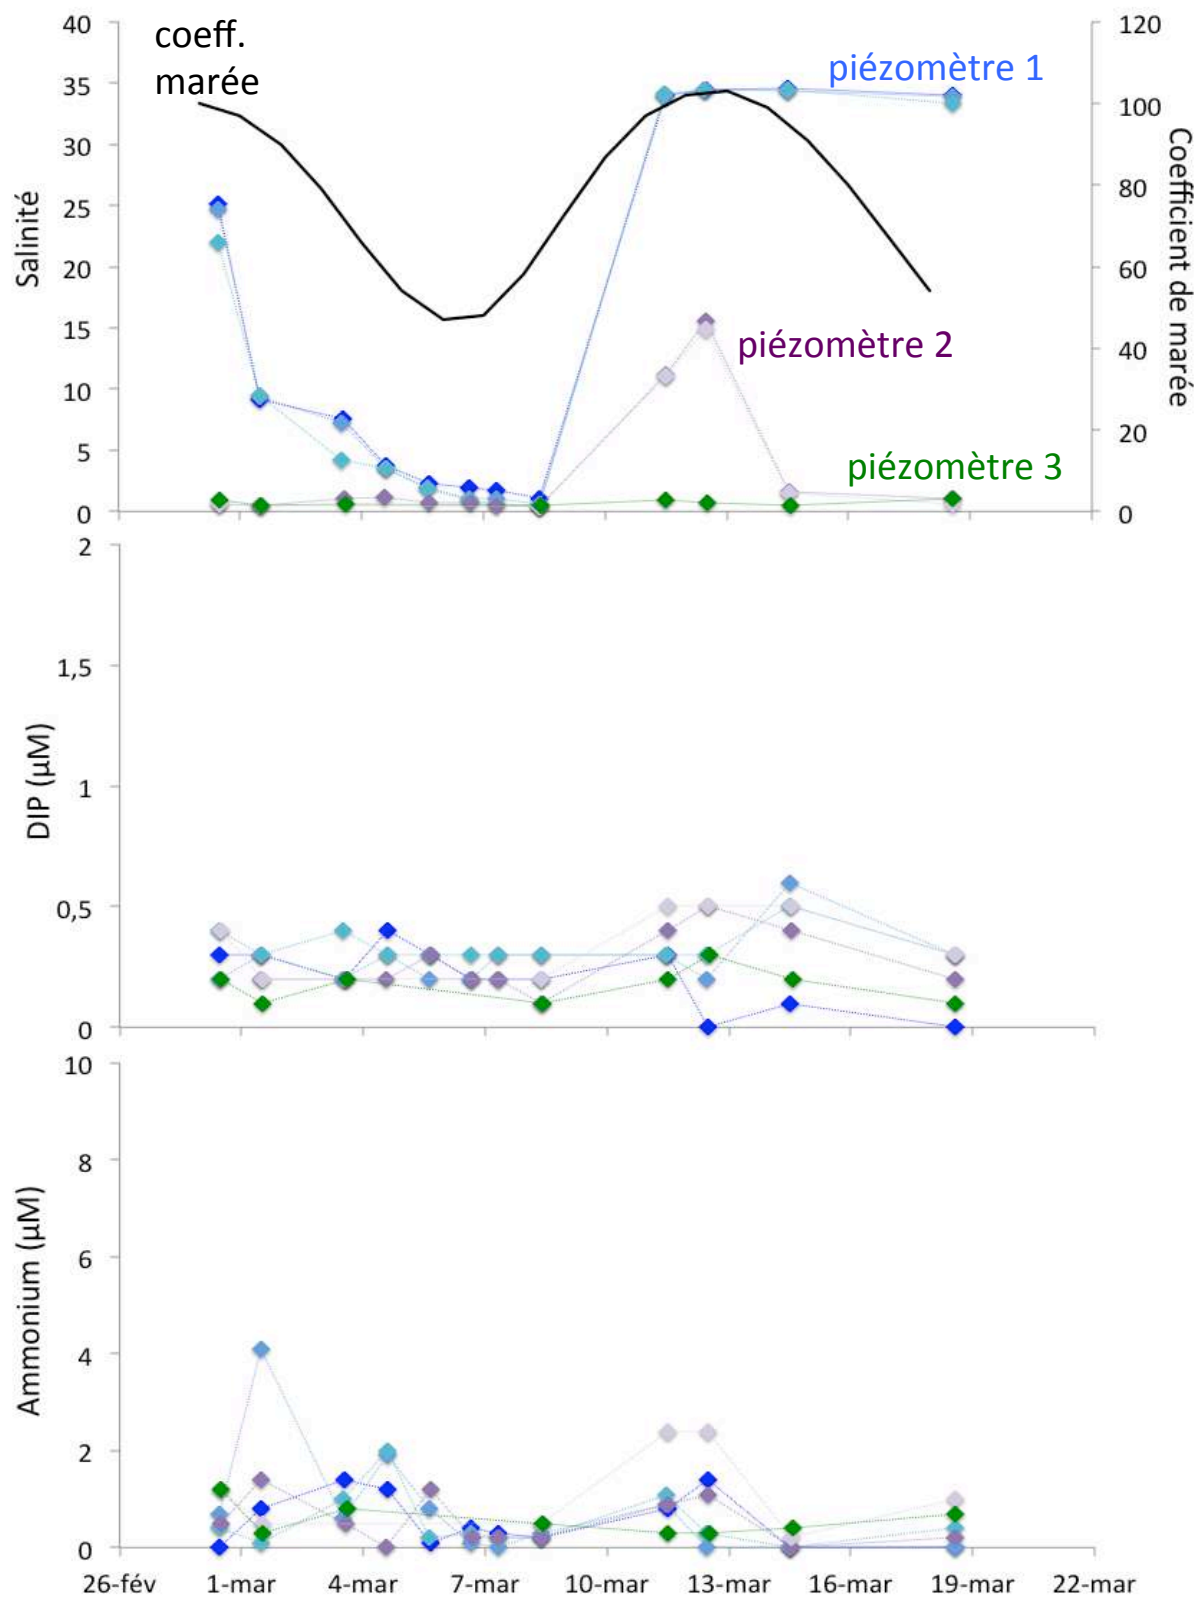 coeff.
marée
piézomètre 1
piézomètre 2
piézomètre 3
Salinité
40
35
30
25
20
15
10
5
0
Coefficient de marée
120
100
80
60
40
20
0
DIP (µM)
2
1,5
1
0,5
0
Ammonium (µM)
10
8
6
4
2
0
26-fév 1-mar 4-mar 7-mar 10-mar 13-mar 16-mar 19-mar 22-mar